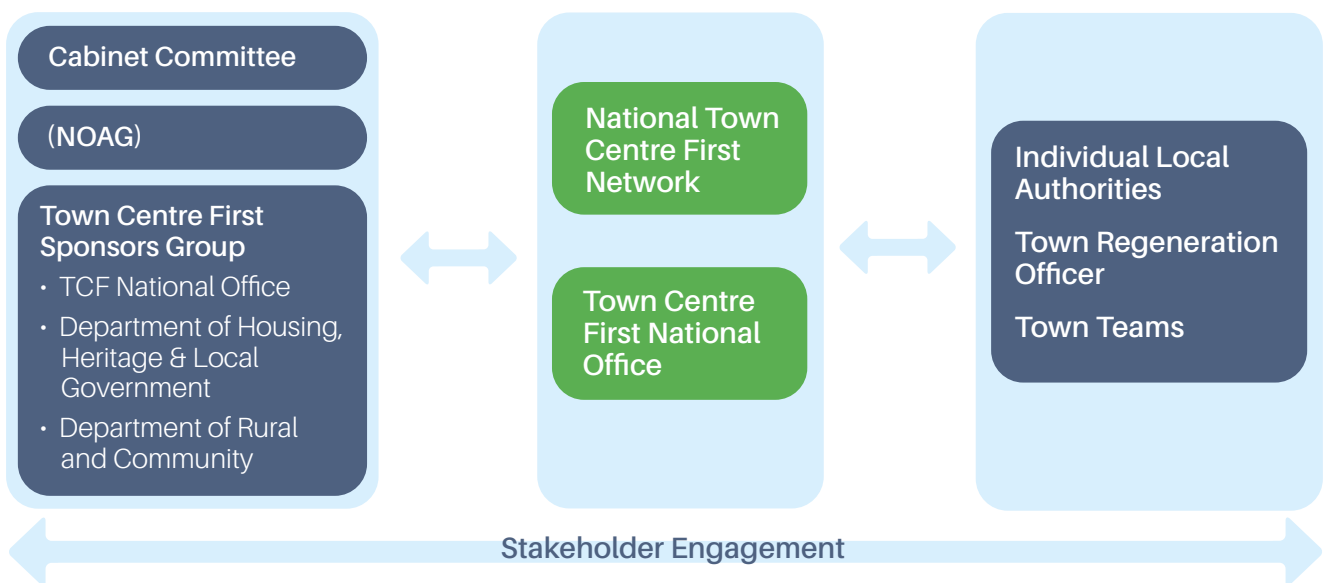 Cabinet Committee
(NOAG)
Town Centre First
Sponsors Group
• TCF National Office
• Department of Housing,
Heritage & Local
Government
• Department of Rural
and Community
National Town
Centre First
Network
Town Centre
First National
Office
Individual Local
Authorities
Town Regeneration
Officer
Town Teams
Stakeholder Engagement